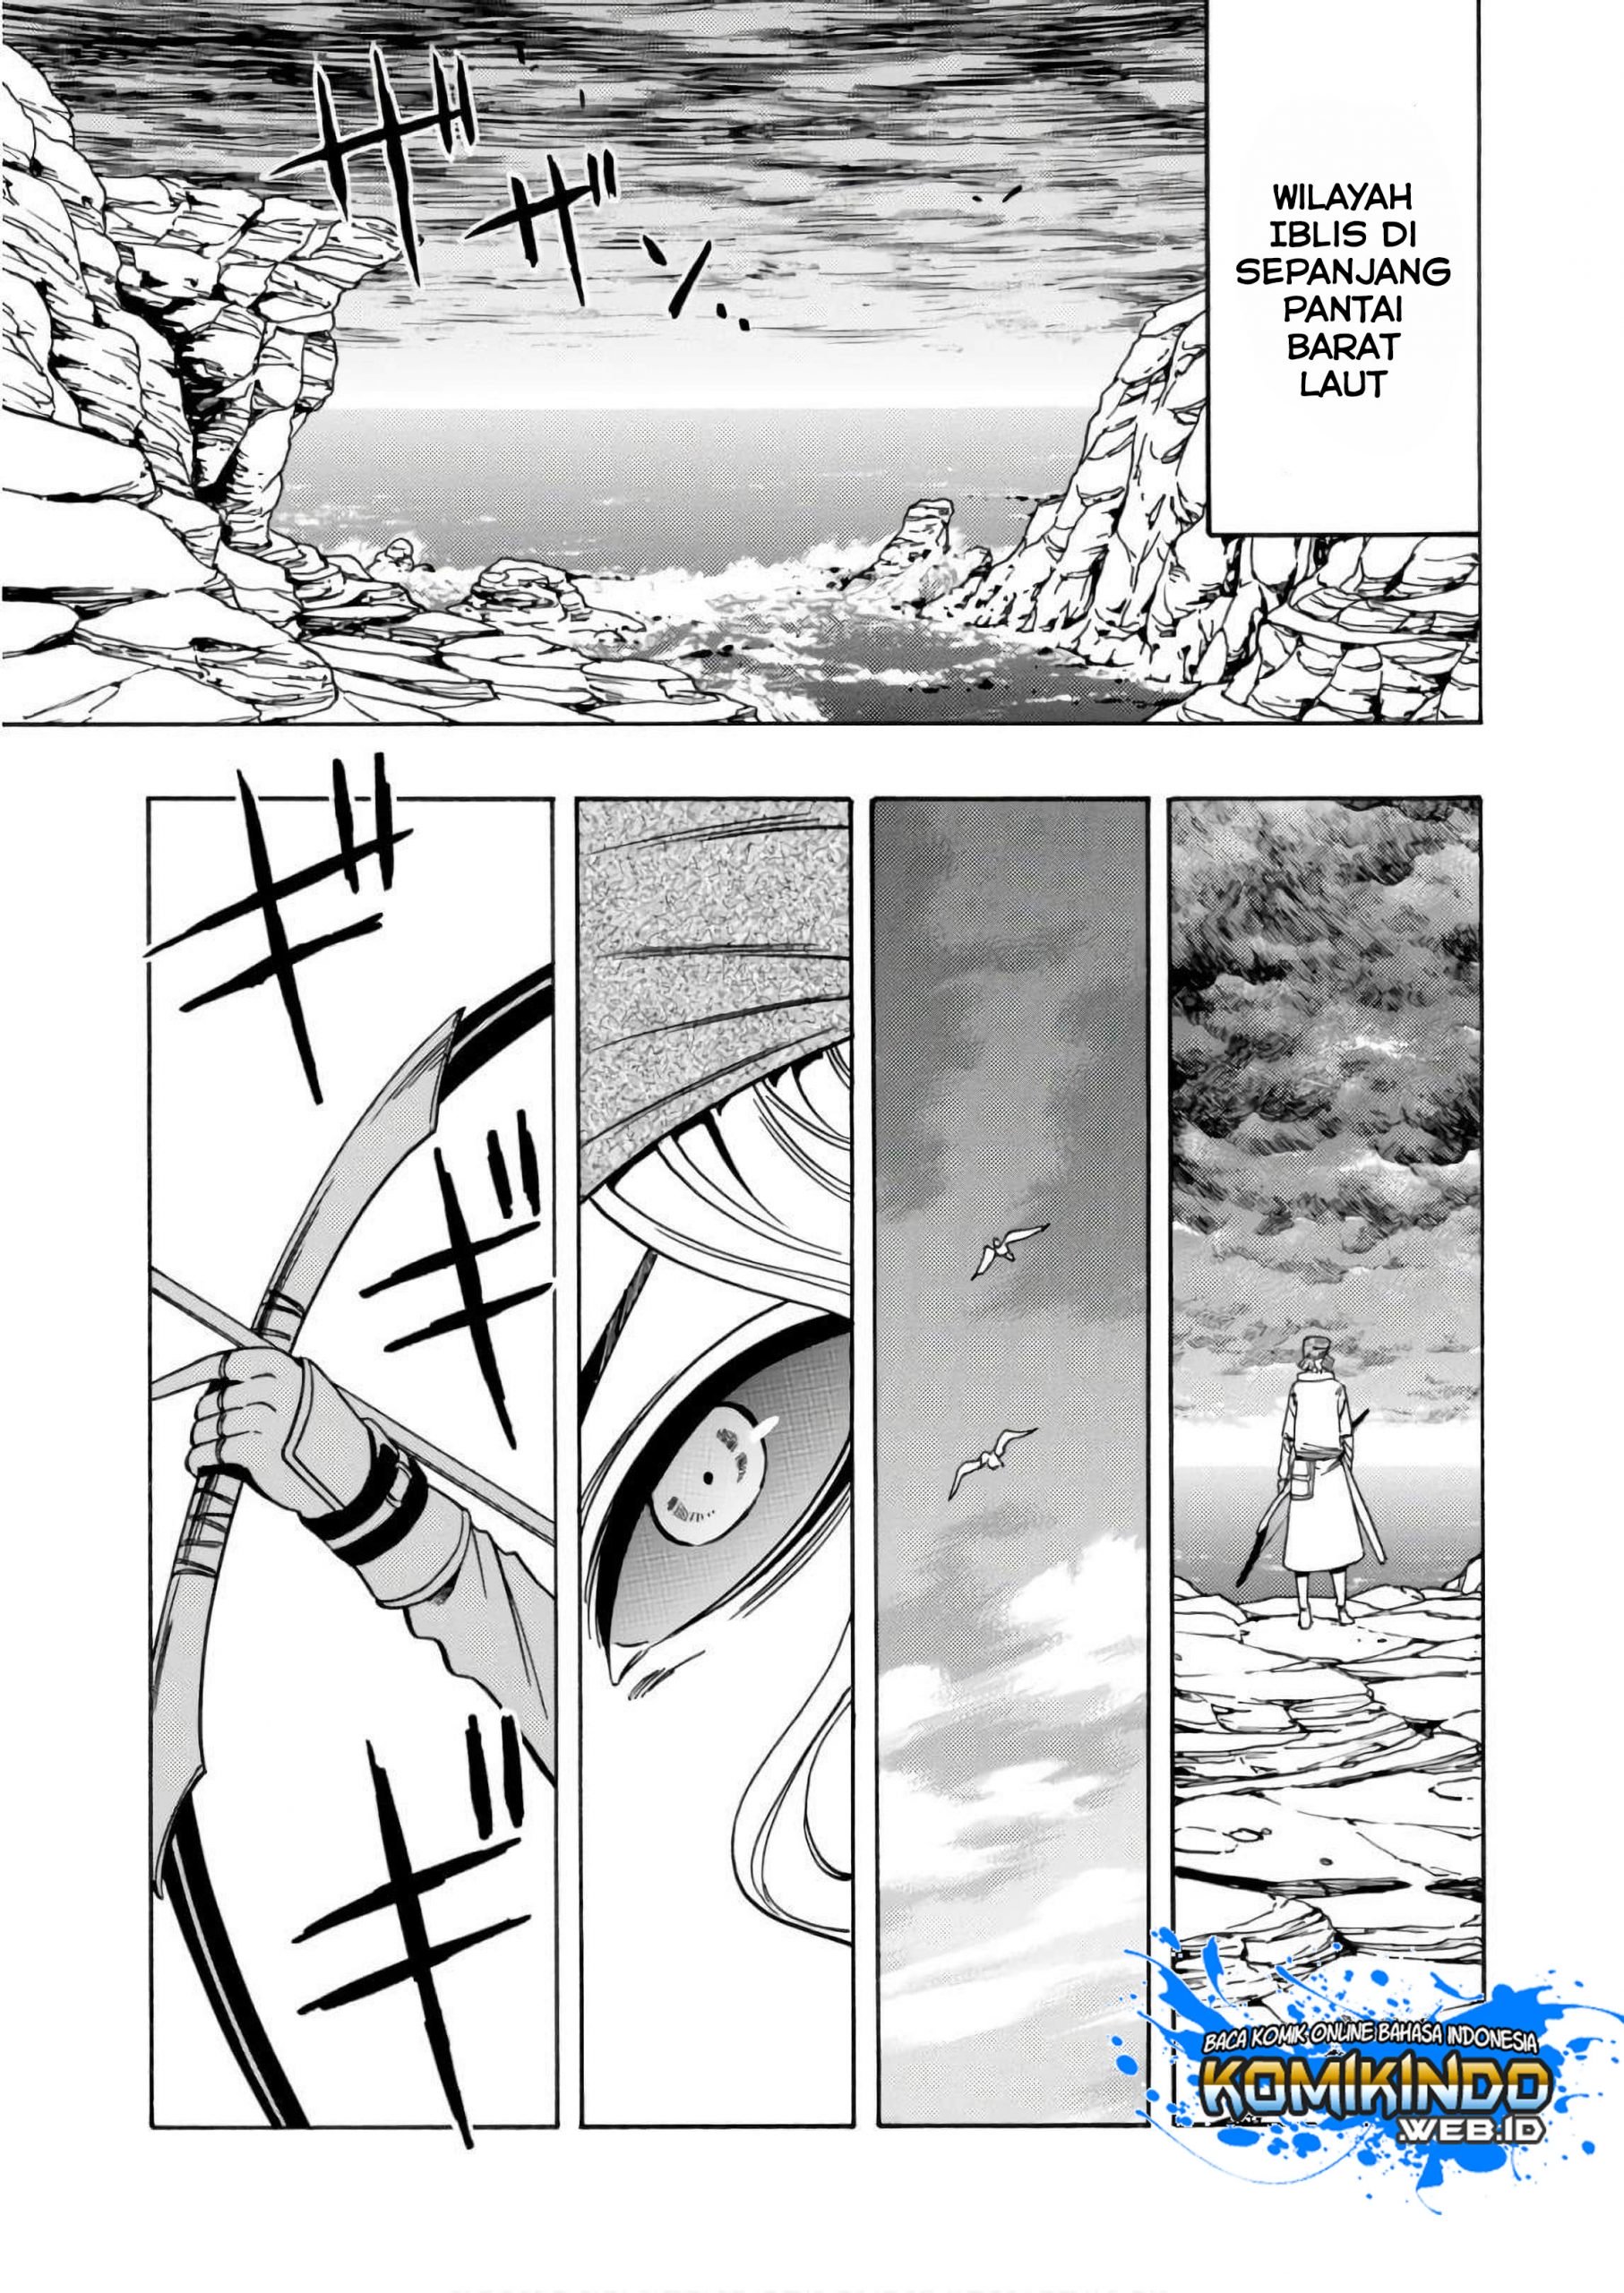 WILAYAH
IBLIS DI
SEPANJANG
PANTAI
BARAT
LAUT
ザザン..
ギ
ギ
ギ
BACA KOMIK ONLINE BAHASA INDONESIA
KOMIKINDO
.WEB.ID